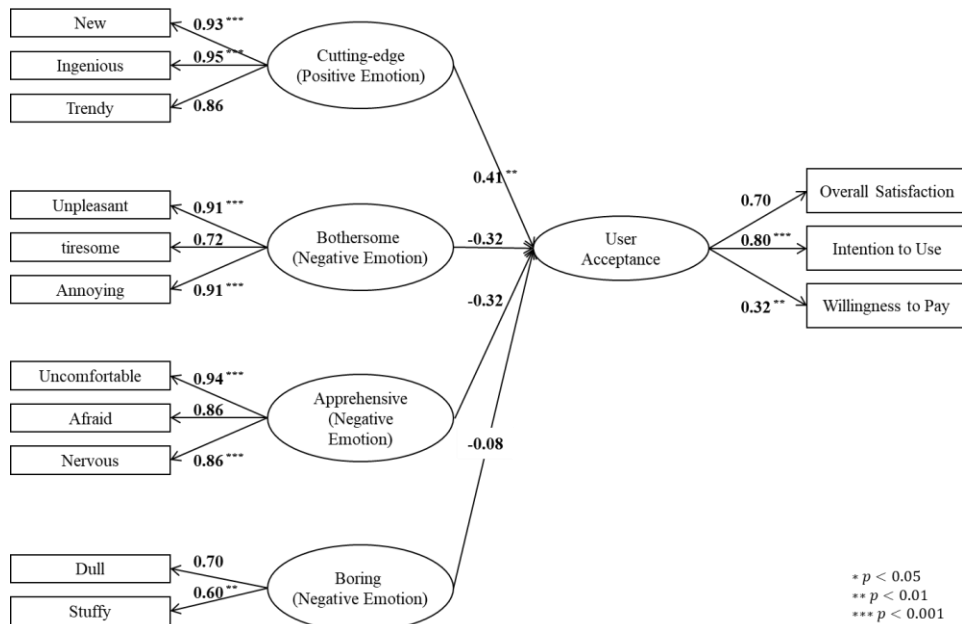 New
0.93 ***
Ingenious
0.95 ***
Trendy
0.86
Cutting-edge
(Positive Emotion)
Unpleasant
0.91 ***
tiresome
0.72
Annoying
0.91 ***
Bothersome
(Negative Emotion)
Uncomfortable
0.94 ***
Afraid
0.86
Nervous
0.86 ***
Apprehensive
(Negative
Emotion)
Dull
0.70
Stuffy
0.60 **
Boring
(Negative Emotion)
0.41 **
-0.32
-0.32
-0.08
User
Acceptance
0.70
Overall Satisfaction
0.80 ***
Intention to Use
0.32 **
Willingness to Pay
* p < 0.05
** p < 0.01
*** p < 0.001